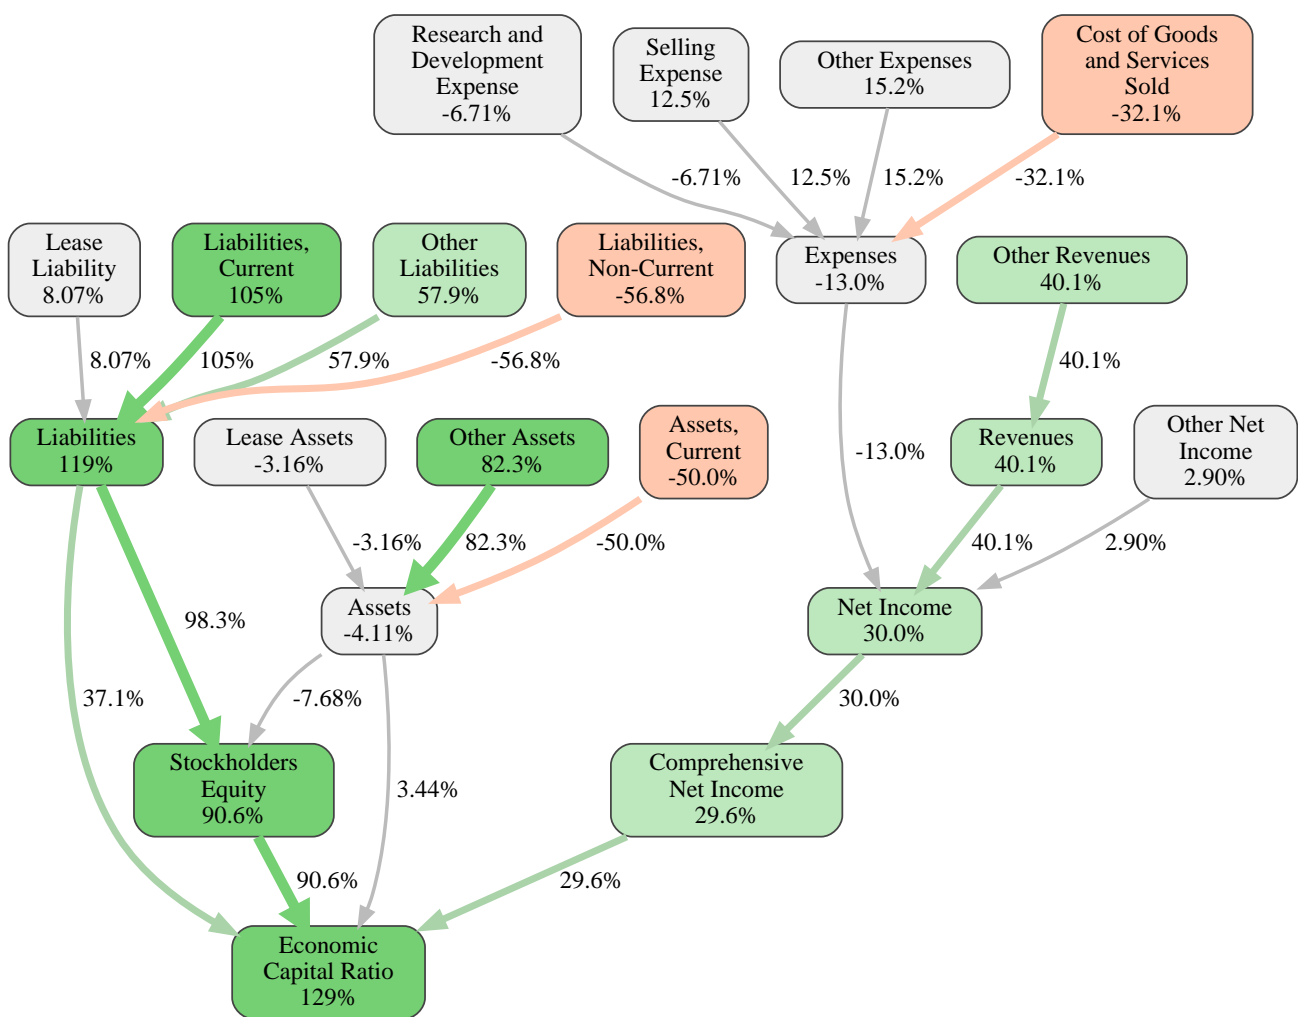 Research and
Development
Expense
-6.71%
Selling
Expense
12.5%
Other Expenses
15.2%
Cost of Goods
and Services
Sold
-32.1%
-6.71%
12.5%
15.2%
-32.1%
Lease
Liability
8.07%
Liabilities,
Current
105%
Other
Liabilities
57.9%
Liabilities,
Non-Current
-56.8%
Expenses
-13.0%
Other Revenues
40.1%
8.07%
105%
57.9%
-56.8%
40.1%
Liabilities
119%
Lease Assets
-3.16%
Other Assets
82.3%
Assets,
Current
-50.0%
-13.0%
Revenues
40.1%
Other Net
Income
2.90%
-3.16%
82.3%
-50.0%
40.1%
2.90%
98.3%
Assets
-4.11%
Net Income
30.0%
37.1%
-7.68%
30.0%
Stockholders
Equity
90.6%
3.44%
Comprehensive
Net Income
29.6%
90.6%
29.6%
Economic
Capital Ratio
129%